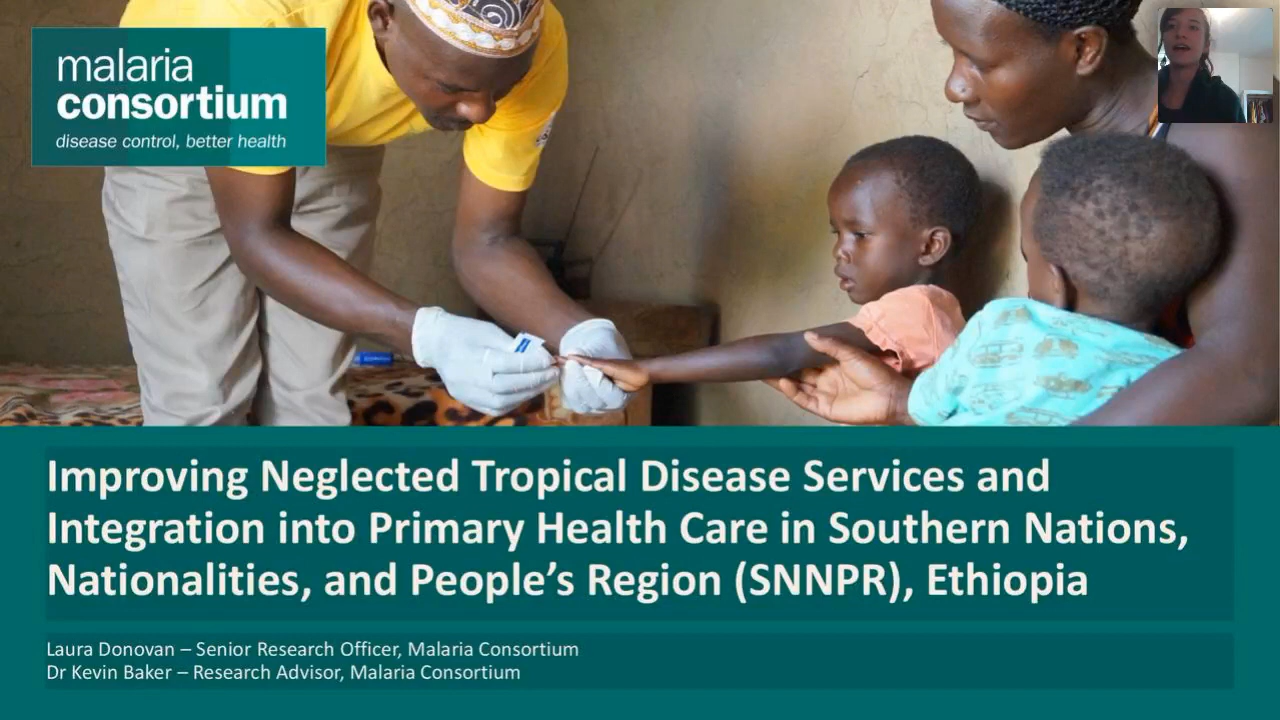 malaria
consortium
disease control, better health
Improving Neglected Tropical Disease Services and
Integration into Primary Health Care in Southern Nations,
Nationalities, and People’s Region (SNNPR), Ethiopia
Laura Donovan – Senior Research Officer, Malaria Consortium
Dr Kevin Baker – Research Advisor, Malaria Consortium